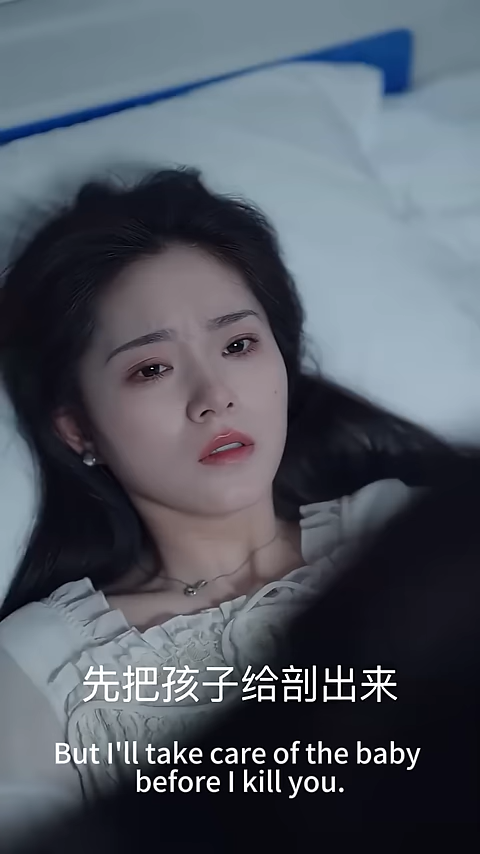 先把孩子给剖出来
But I'll take care of the baby
before I kill you.